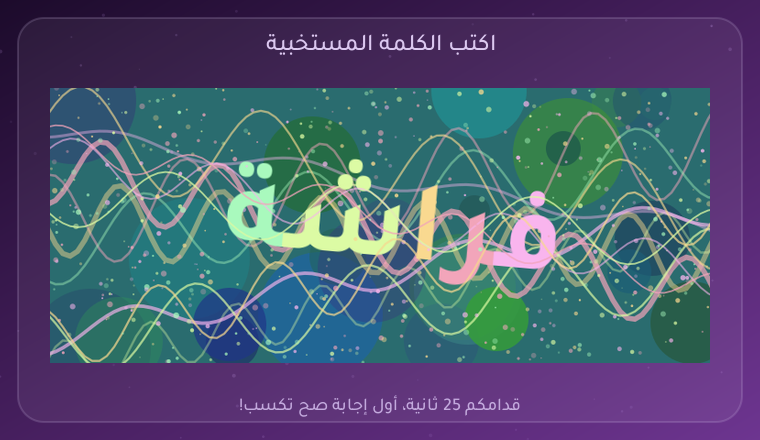 اكتب الكلمة المستخبية
فراشة
قدامكم 25 ثانية، أول إجابة صح تكسب!